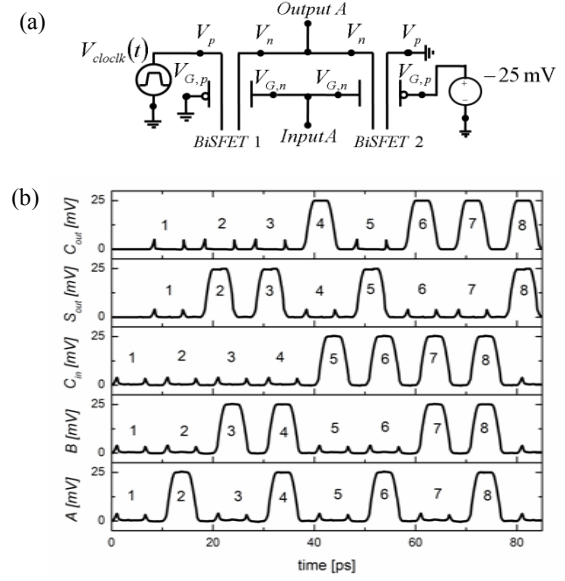 (a)
Output A
V_p V_n V_n V_p
V_cloclk(t)
V_G,p V_G,n V_G,n V_G,p −25 mV
BiSFET 1 Input A BiSFET 2
(b)
C_out [mV]
25
0
1 2 3 4 5 6 7 8
S_out [mV]
25
0
1 2 3 4 5 6 7 8
C_in [mV]
25
0
1 2 3 4 5 6 7 8
B [mV]
25
0
1 2 3 4 5 6 7 8
A [mV]
25
0
1 2 3 4 5 6 7 8
0 20 40 60 80
time [ps]